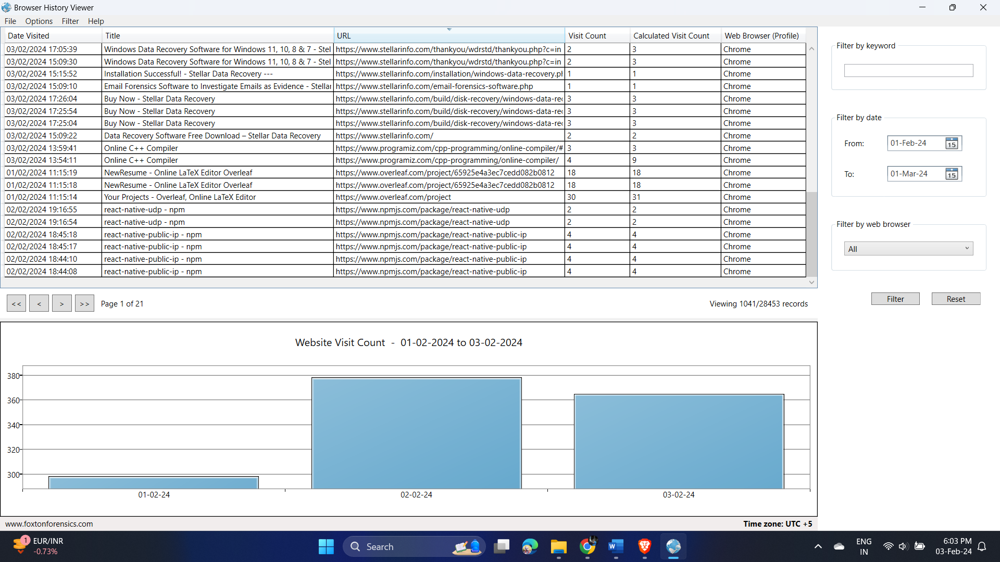 Browser History Viewer
File Options Filter Help
Date Visited Title URL Visit Count Calculated Visit Count Web Browser (Profile)
03/02/2024 17:05:39 Windows Data Recovery Software for Windows 11, 10, 8 & 7 - Stel https://www.stellarinfo.com/thankyou/wdrstd/thankyou.php?c=in 2 3 Chrome
03/02/2024 15:09:30 Windows Data Recovery Software for Windows 11, 10, 8 & 7 - Stel https://www.stellarinfo.com/thankyou/wdrstd/thankyou.php?c=in 2 3 Chrome
03/02/2024 15:15:52 Installation Successful! - Stellar Data Recovery --- https://www.stellarinfo.com/installation/windows-data-recovery.ph 1 1 Chrome
03/02/2024 15:09:10 Email Forensics Software to Investigate Emails as Evidence - Stellar https://www.stellarinfo.com/email-forensics-software.php 1 1 Chrome
03/02/2024 17:26:04 Buy Now - Stellar Data Recovery https://www.stellarinfo.com/build/disk-recovery/windows-data-rec 3 3 Chrome
03/02/2024 17:25:54 Buy Now - Stellar Data Recovery https://www.stellarinfo.com/build/disk-recovery/windows-data-rec 3 3 Chrome
03/02/2024 17:25:04 Buy Now - Stellar Data Recovery https://www.stellarinfo.com/build/disk-recovery/windows-data-rec 3 3 Chrome
03/02/2024 15:09:22 Data Recovery Software Free Download – Stellar Data Recovery https://www.stellarinfo.com/ 2 2 Chrome
03/02/2024 13:59:41 Online C++ Compiler https://www.programiz.com/cpp-programming/online-compiler/# 3 3 Chrome
03/02/2024 13:54:11 Online C++ Compiler https://www.programiz.com/cpp-programming/online-compiler/ 4 9 Chrome
01/02/2024 11:15:19 NewResume - Online LaTeX Editor Overleaf https://www.overleaf.com/project/65925e4a3ec7cedd082b0812 18 18 Chrome
01/02/2024 11:15:18 NewResume - Online LaTeX Editor Overleaf https://www.overleaf.com/project/65925e4a3ec7cedd082b0812 18 18 Chrome
01/02/2024 11:15:14 Your Projects - Overleaf, Online LaTeX Editor https://www.overleaf.com/project 30 31 Chrome
02/02/2024 19:16:55 react-native-udp - npm https://www.npmjs.com/package/react-native-udp 2 2 Chrome
02/02/2024 19:16:54 react-native-udp - npm https://www.npmjs.com/package/react-native-udp 2 2 Chrome
02/02/2024 18:45:18 react-native-public-ip - npm https://www.npmjs.com/package/react-native-public-ip 4 4 Chrome
02/02/2024 18:45:17 react-native-public-ip - npm https://www.npmjs.com/package/react-native-public-ip 4 4 Chrome
02/02/2024 18:44:10 react-native-public-ip - npm https://www.npmjs.com/package/react-native-public-ip 4 4 Chrome
02/02/2024 18:44:08 react-native-public-ip - npm https://www.npmjs.com/package/react-native-public-ip 4 4 Chrome
<< < > >> Page 1 of 21 Viewing 1041/28453 records
Filter by keyword
Filter by date
From: 01-Feb-24 15
To: 01-Mar-24 15
Filter by web browser
All
Filter Reset
Website Visit Count - 01-02-2024 to 03-02-2024
380
360
340
320
300
01-02-24 02-02-24 03-02-24
www.foxtonforensics.com Time zone: UTC +5
1 EUR/INR
-0.73%
Search
W
ENG
IN
6:03 PM
03-Feb-24